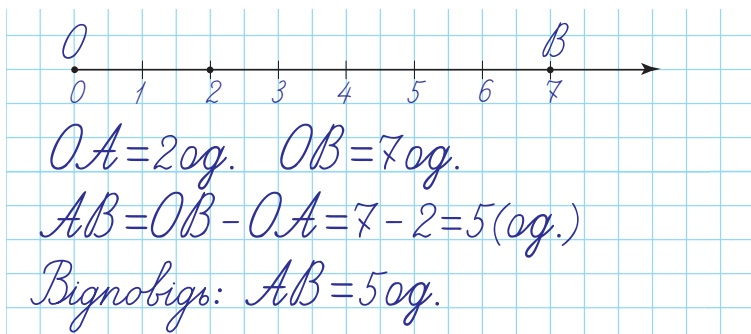 O B
0 1 2 3 4 5 6 7
OA = 2од. OB = 7од.
AB = OB - OA = 7 - 2 = 5(од.)
Відповідь: AB = 5од.